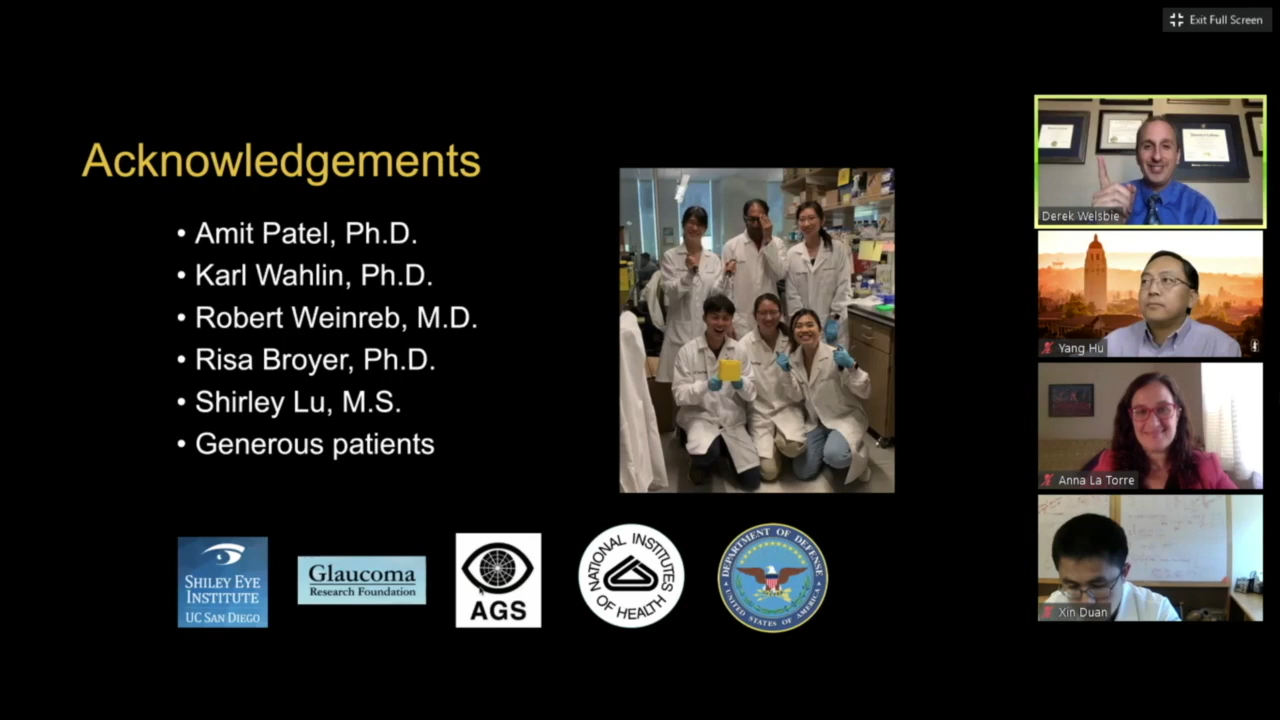 Exit Full Screen
Acknowledgements
• Amit Patel, Ph.D.
• Karl Wahlin, Ph.D.
• Robert Weinreb, M.D.
• Risa Broyer, Ph.D.
• Shirley Lu, M.S.
• Generous patients
SHILEY EYE
INSTITUTE
UC SAN DIEGO
Glaucoma
Research Foundation
AGS
NATIONAL INSTITUTES
OF HEALTH
DEPARTMENT OF DEFENSE
UNITED STATES OF AMERICA
Derek Welsbie
Yang Hu
Anna La Torre
Xin Duan